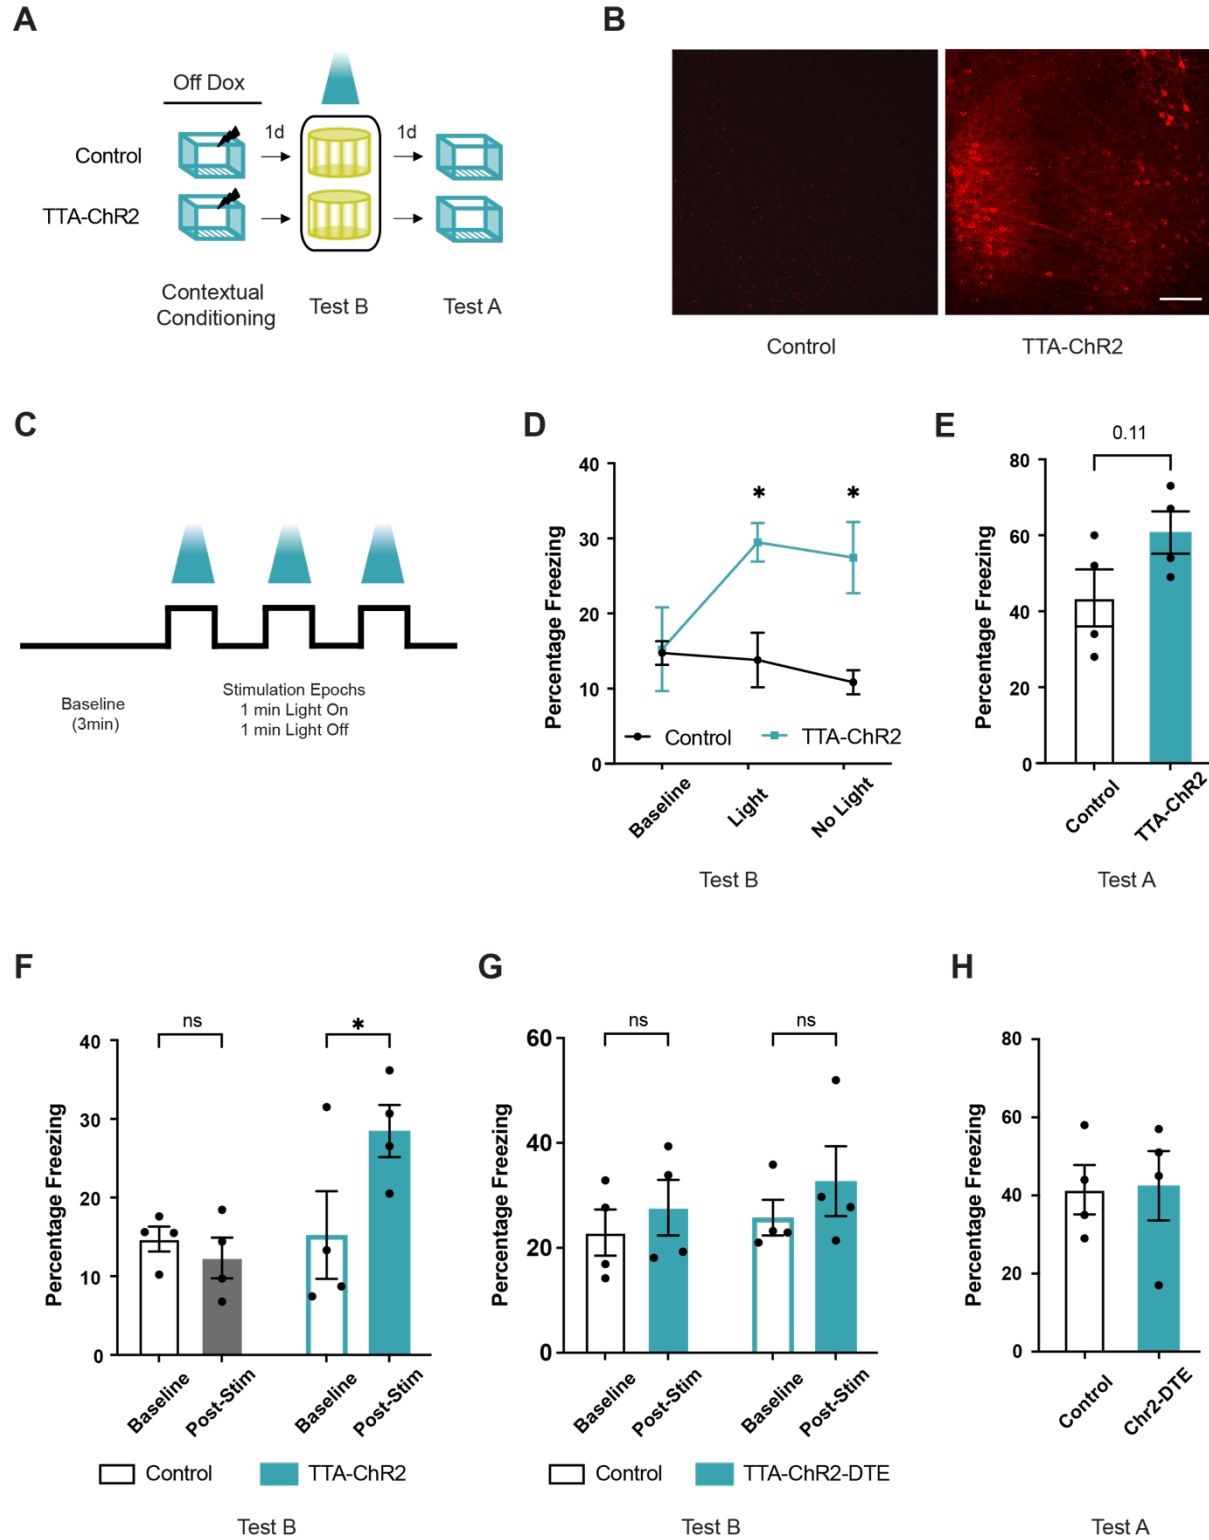 A
Off Dox
Control
1d
1d
TTA-ChR2
Contextual
Conditioning
Test B
Test A
B
Control
TTA-ChR2
C
Baseline
(3min)
Stimulation Epochs
1 min Light On
1 min Light Off
D
Percentage Freezing
40
30
20
10
0
*
*
Control
TTA-ChR2
Baseline
Light
No Light
Test B
E
Percentage Freezing
80
60
40
20
0
0.11
Control
TTA-ChR2
Test A
F
Percentage Freezing
40
30
20
10
0
ns
*
Baseline
Post-Stim
Baseline
Post-Stim
Control
TTA-ChR2
Test B
G
Percentage Freezing
60
40
20
0
ns
ns
Baseline
Post-Stim
Baseline
Post-Stim
Control
TTA-ChR2-DTE
Test B
H
Percentage Freezing
80
60
40
20
0
Control
Chr2-DTE
Test A